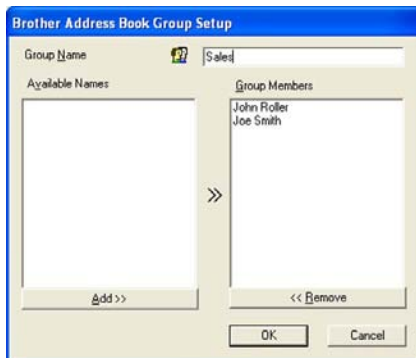 Brother Address Book Group Setup
Group Name
Sales
Available Names
Group Members
John Roller
Joe Smith
>>
Add >>
<< Remove
OK
Cancel